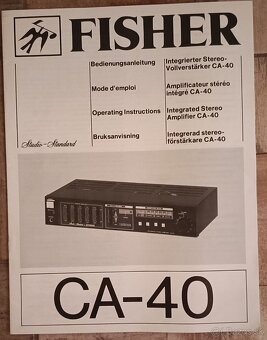 FISHER
Bedienungsanleitung
Integrierter Stereo-
Vollverstärker CA-40
Mode d'emploi
Amplificateur stéréo
intégré CA-40
Operating Instructions
Integrated Stereo
Amplifier CA-40
Bruksanvisning
Integrerad stereo-
förstärkare CA-40
Studio-Standard
CA-40